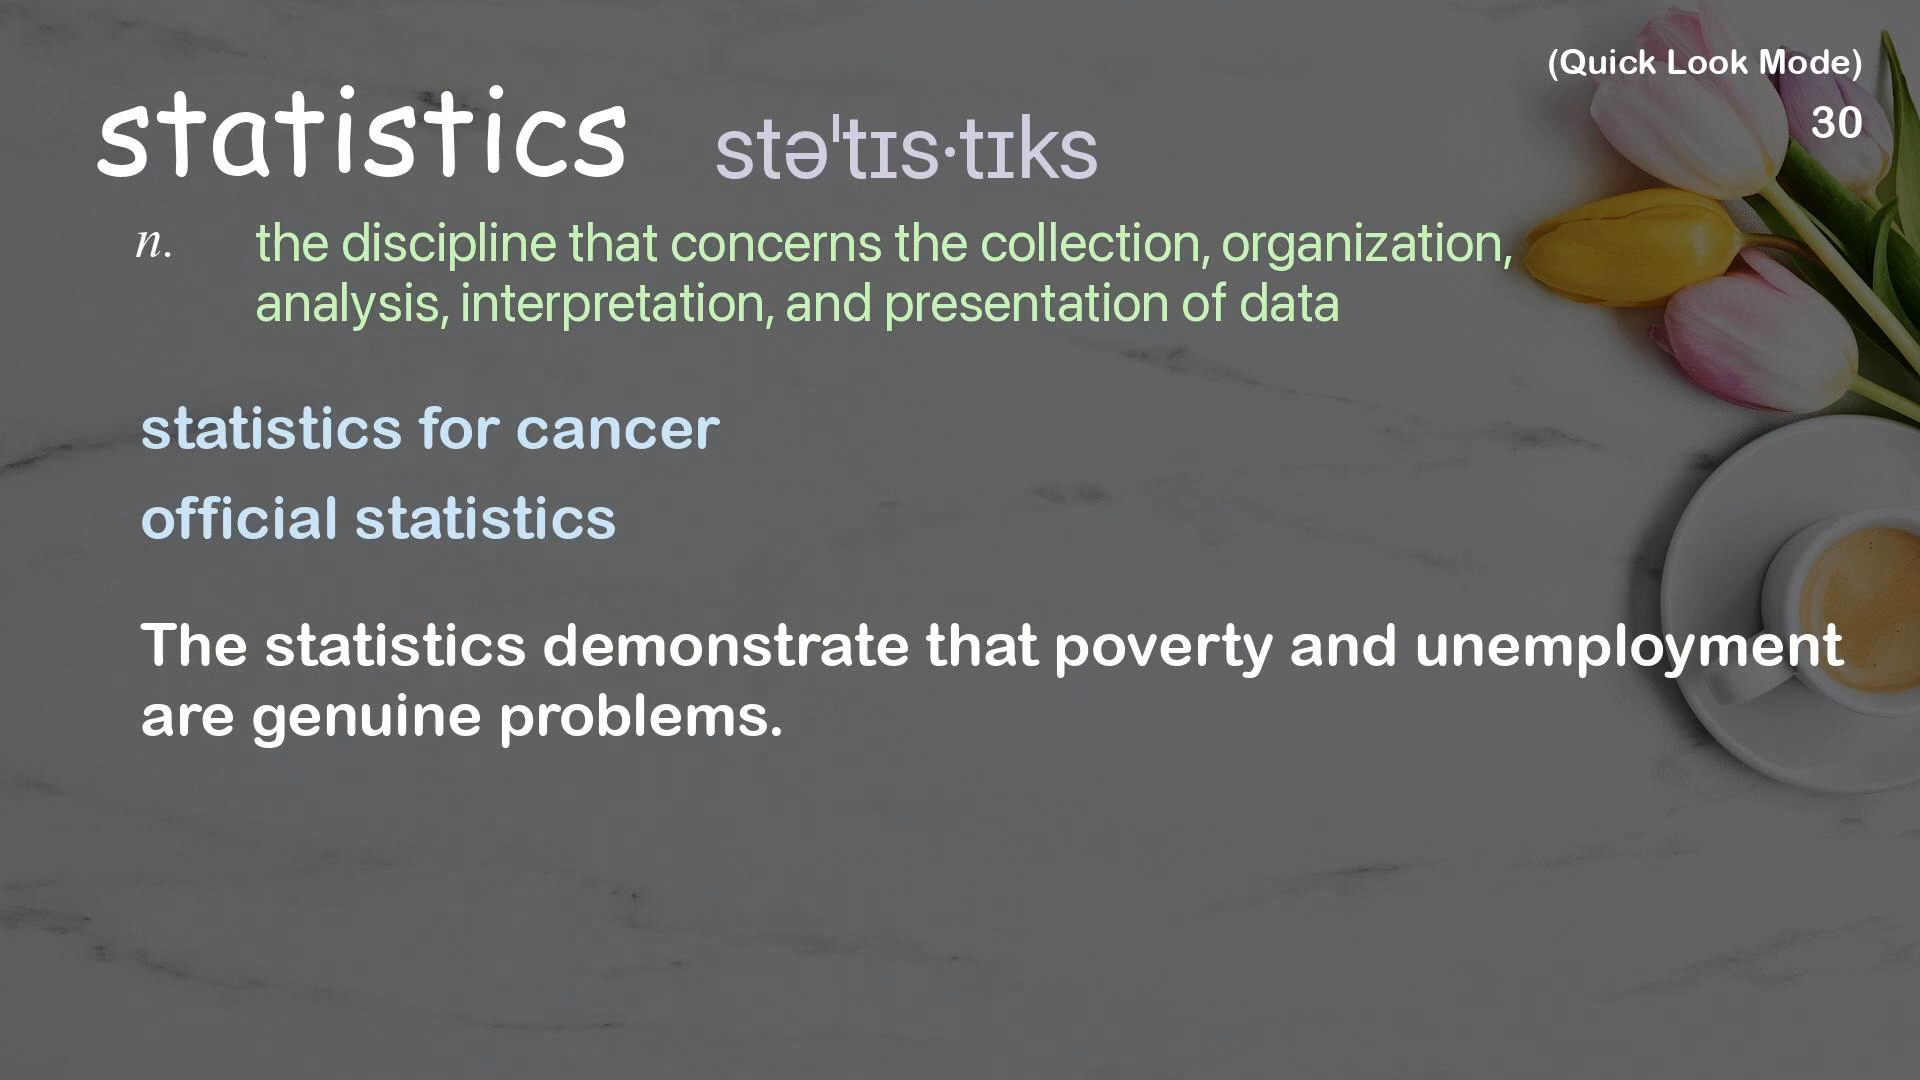 (Quick Look Mode)
30
statistics stəˈtɪs·tɪks
n. the discipline that concerns the collection, organization,
analysis, interpretation, and presentation of data
statistics for cancer
official statistics
The statistics demonstrate that poverty and unemployment
are genuine problems.